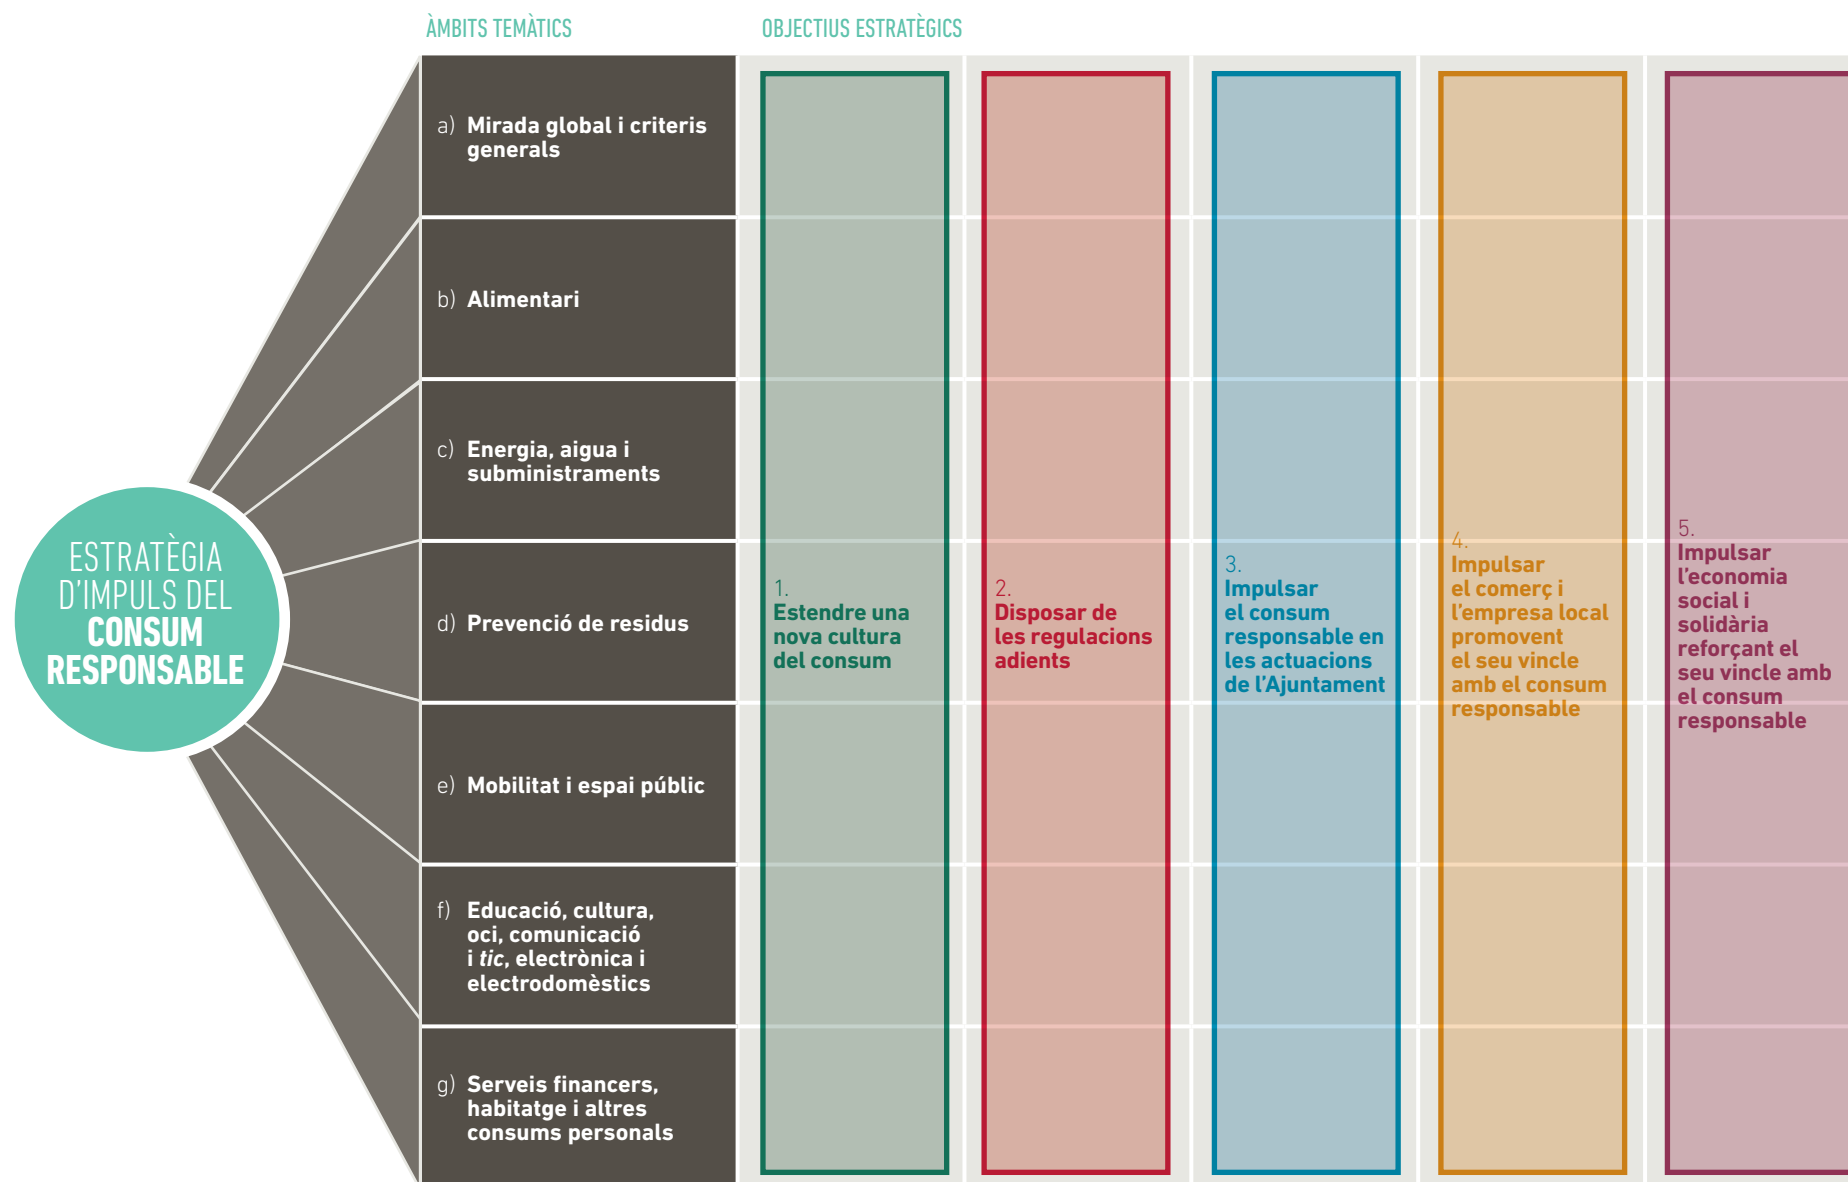 ÀMBITS TEMÀTICS
OBJECTIUS ESTRATÈGICS
ESTRATÈGIA
D'IMPULS DEL
CONSUM
RESPONSABLE
a) Mirada global i criteris
generals
b) Alimentari
c) Energia, aigua i
subministraments
d) Prevenció de residus
e) Mobilitat i espai públic
f) Educació, cultura,
oci, comunicació
i tic, electrònica i
electrodomèstics
g) Serveis financers,
habitatge i altres
consums personals
1.
Estendre una
nova cultura
del consum
2.
Disposar de
les regulacions
adients
3.
Impulsar
el consum
responsable en
les actuacions
de l'Ajuntament
4.
Impulsar
el comerç i
l'empresa local
promovent
el seu vincle
amb el consum
responsable
5.
Impulsar
l'economia
social i
solidària
reforçant el
seu vincle amb
el consum
responsable